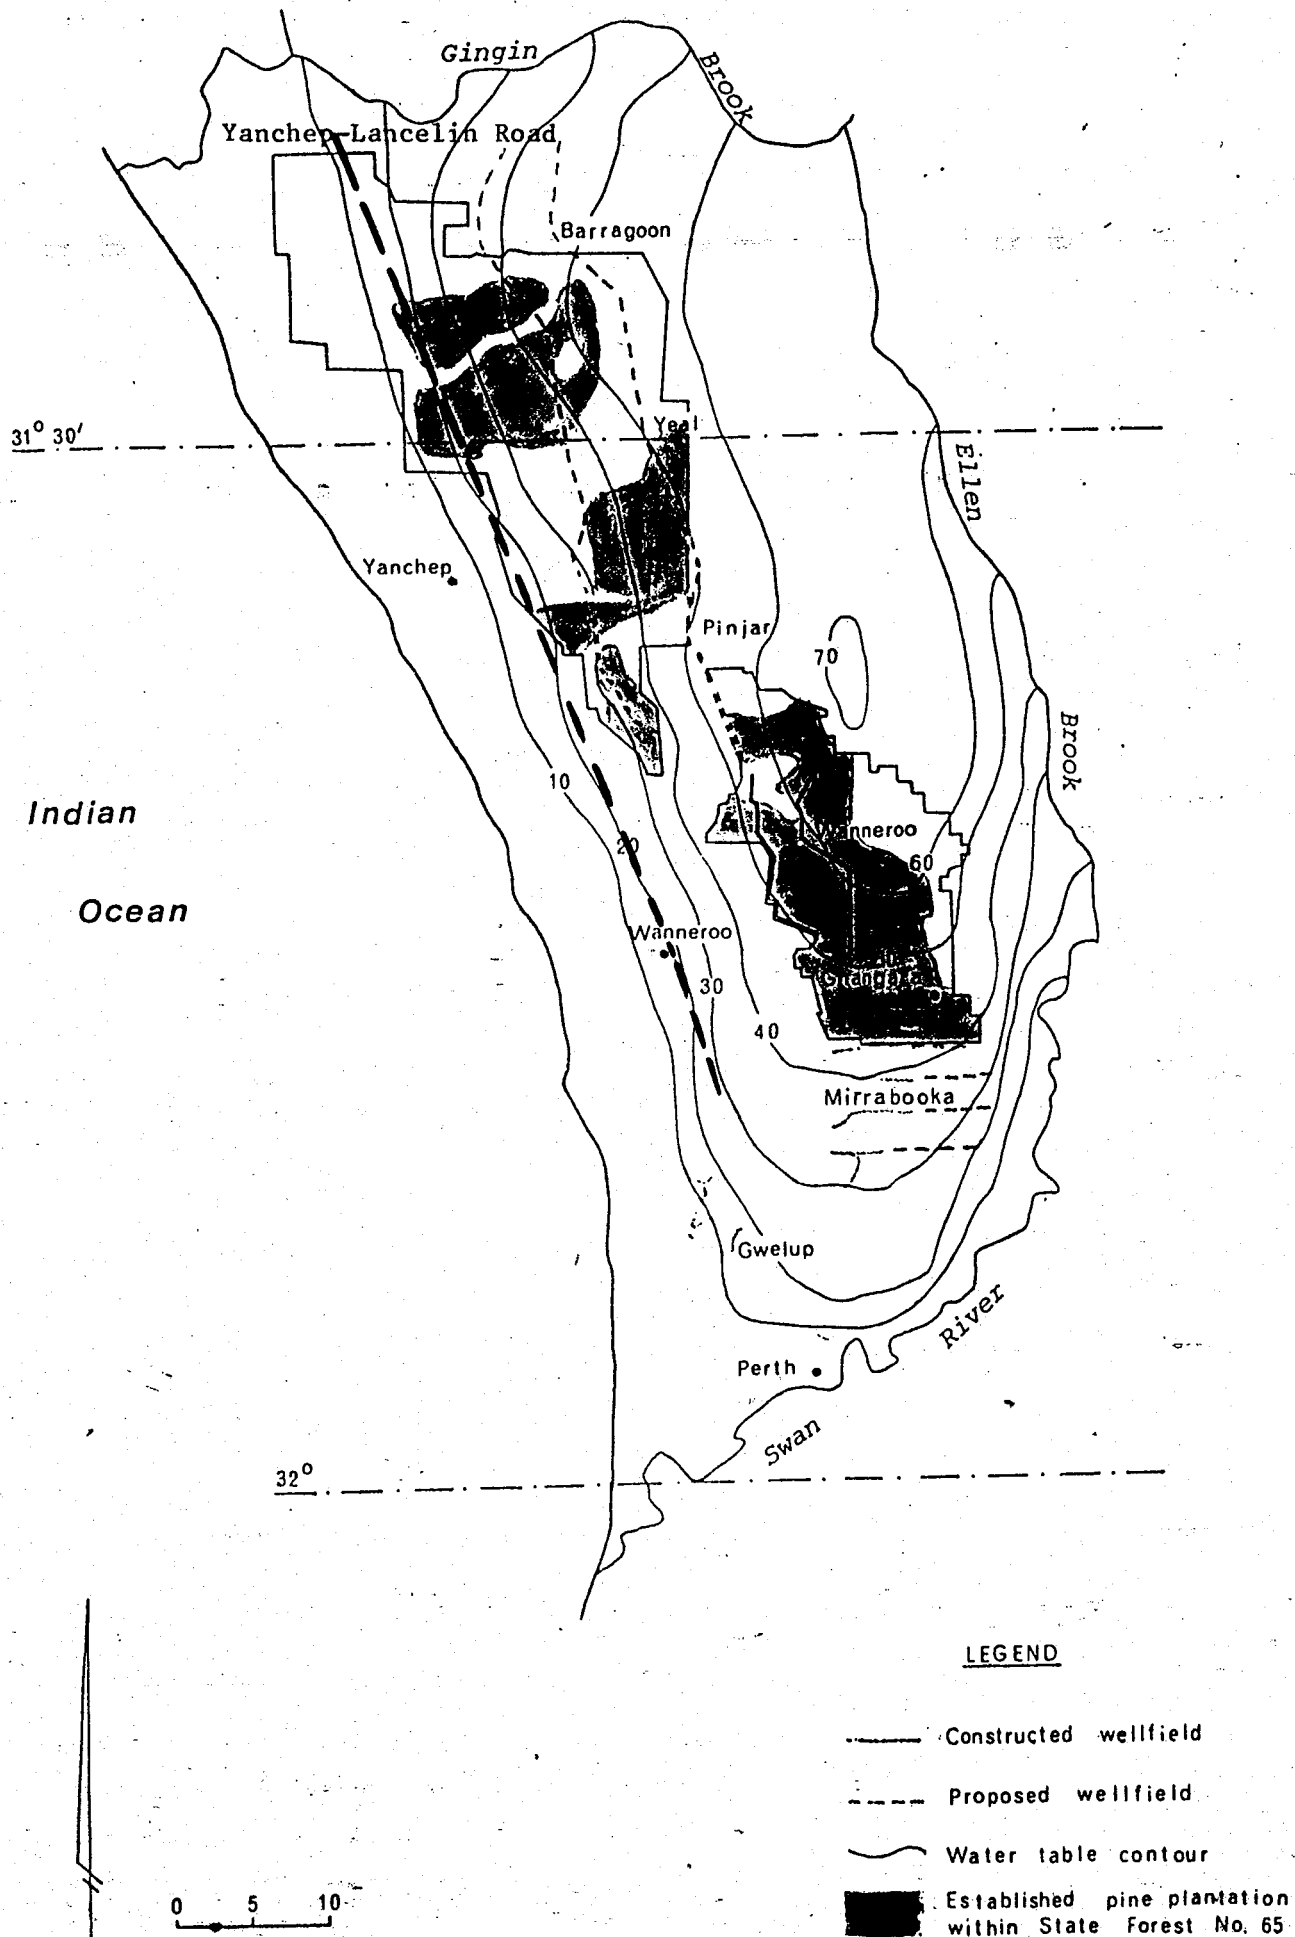 Gingin
Brook
Yanchep-Lancelin Road
Barragoon
31° 30'
Yeal
Ellen
Yanchep
Pinjar
70
Brook
10
Indian
Ocean
20
Wanneroo
60
Wanneroo
Gnangara
30
40
Mirrabooka
Gwelup
River
Perth
Swan
32°
LEGEND
Constructed wellfield
Proposed wellfield
Water table contour
0 5 10
Established pine plantation
within State Forest No. 65